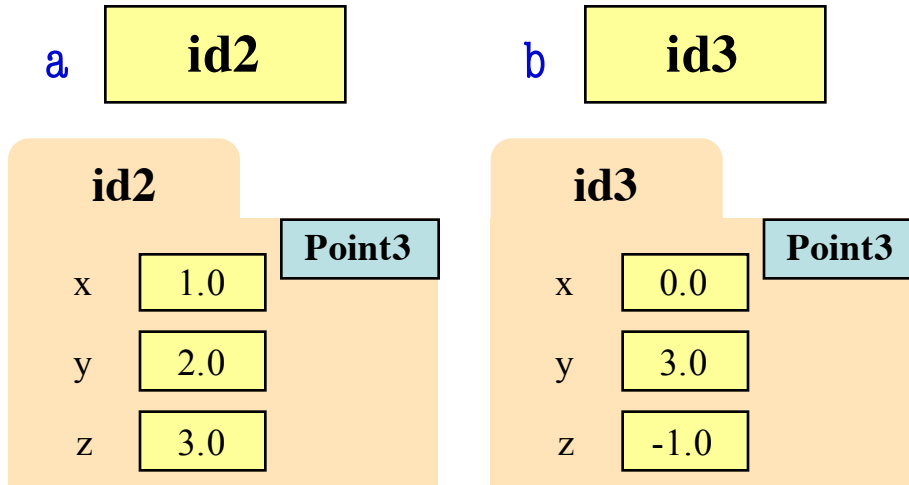 a id2
b id3
id2
Point3
x 1.0
y 2.0
z 3.0
id3
Point3
x 0.0
y 3.0
z -1.0